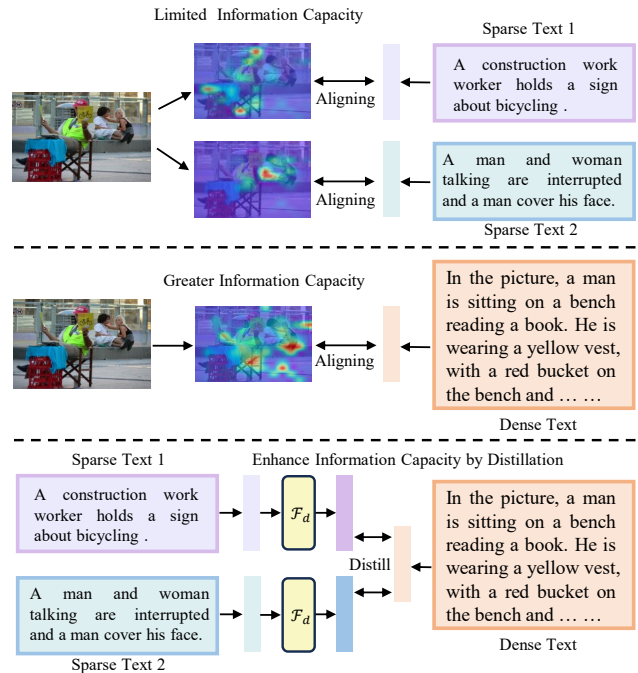 Limited Information Capacity
Sparse Text 1
A construction work
worker holds a sign
about bicycling .
Aligning
A man and woman
talking are interrupted
and a man cover his face.
Aligning
Sparse Text 2
Greater Information Capacity
In the picture, a man
is sitting on a bench
reading a book. He is
wearing a yellow vest,
with a red bucket on
the bench and … …
Aligning
Dense Text
Sparse Text 1
Enhance Information Capacity by Distillation
A construction work
worker holds a sign
about bicycling .
ℱd
Distill
In the picture, a man
is sitting on a bench
reading a book. He is
wearing a yellow vest,
with a red bucket on
the bench and … …
A man and woman
talking are interrupted
and a man cover his face.
ℱd
Sparse Text 2
Dense Text